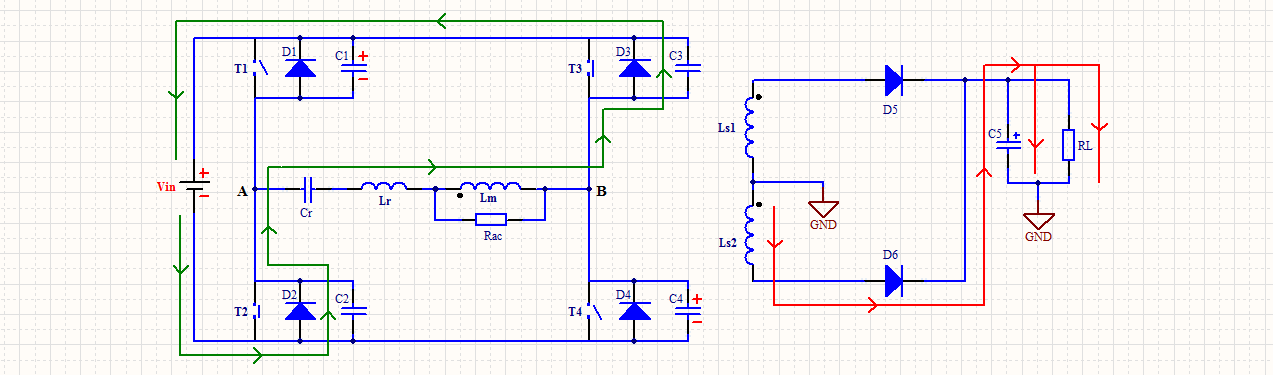 D1
C1
T1
D3
C3
T3
D5
Ls1
C5
RL
Vin
A
Cr
Lr
Lm
Rac
B
GND
GND
Ls2
D6
D2
C2
T2
D4
C4
T4